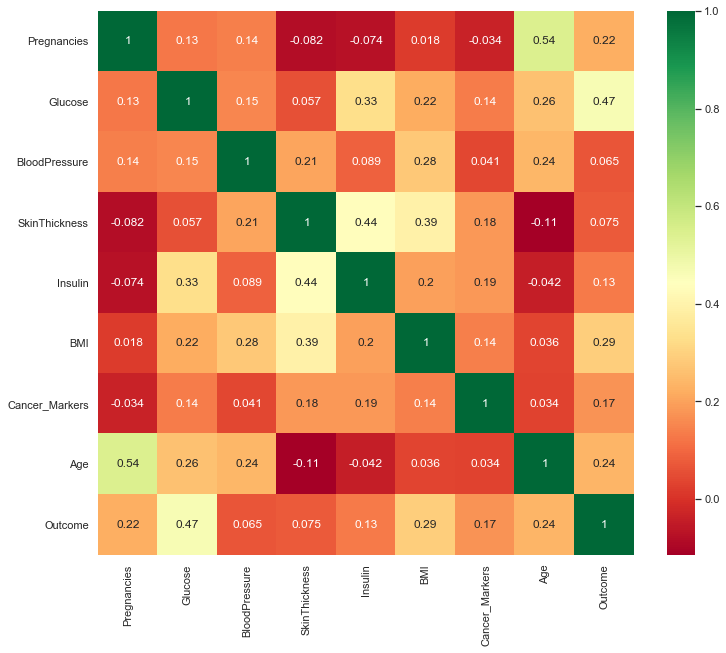 Pregnancies 1 0.13 0.14 -0.082 -0.074 0.018 -0.034 0.54 0.22
Glucose 0.13 1 0.15 0.057 0.33 0.22 0.14 0.26 0.47
BloodPressure 0.14 0.15 1 0.21 0.089 0.28 0.041 0.24 0.065
SkinThickness -0.082 0.057 0.21 1 0.44 0.39 0.18 -0.11 0.075
Insulin -0.074 0.33 0.089 0.44 1 0.2 0.19 -0.042 0.13
BMI 0.018 0.22 0.28 0.39 0.2 1 0.14 0.036 0.29
Cancer_Markers -0.034 0.14 0.041 0.18 0.19 0.14 1 0.034 0.17
Age 0.54 0.26 0.24 -0.11 -0.042 0.036 0.034 1 0.24
Outcome 0.22 0.47 0.065 0.075 0.13 0.29 0.17 0.24 1
Pregnancies
Glucose
BloodPressure
SkinThickness
Insulin
BMI
Cancer_Markers
Age
Outcome
1.0
0.8
0.6
0.4
0.2
0.0